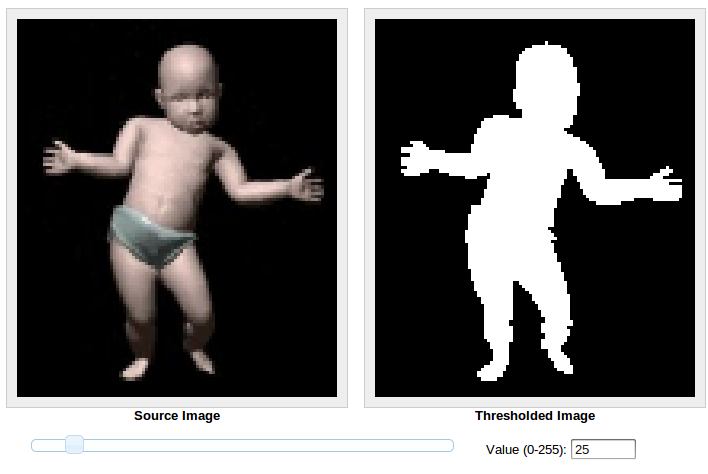 Source Image
Thresholded Image
Value (0-255): 25